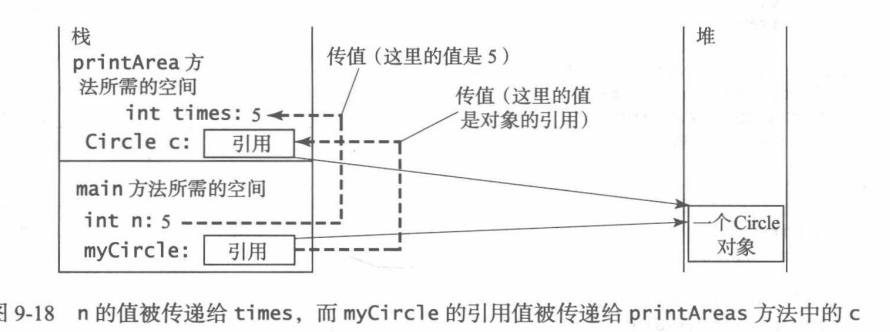 栈
printArea 方
法所需的空间
int times: 5
Circle c: 引用
main 方法所需的空间
int n: 5
myCircle: 引用
传值（这里的值是 5）
传值（这里的值
是对象的引用）
堆
一个 Circle
对象
图 9-18 n 的值被传递给 times，而 myCircle 的引用值被传递给 printAreas 方法中的 c